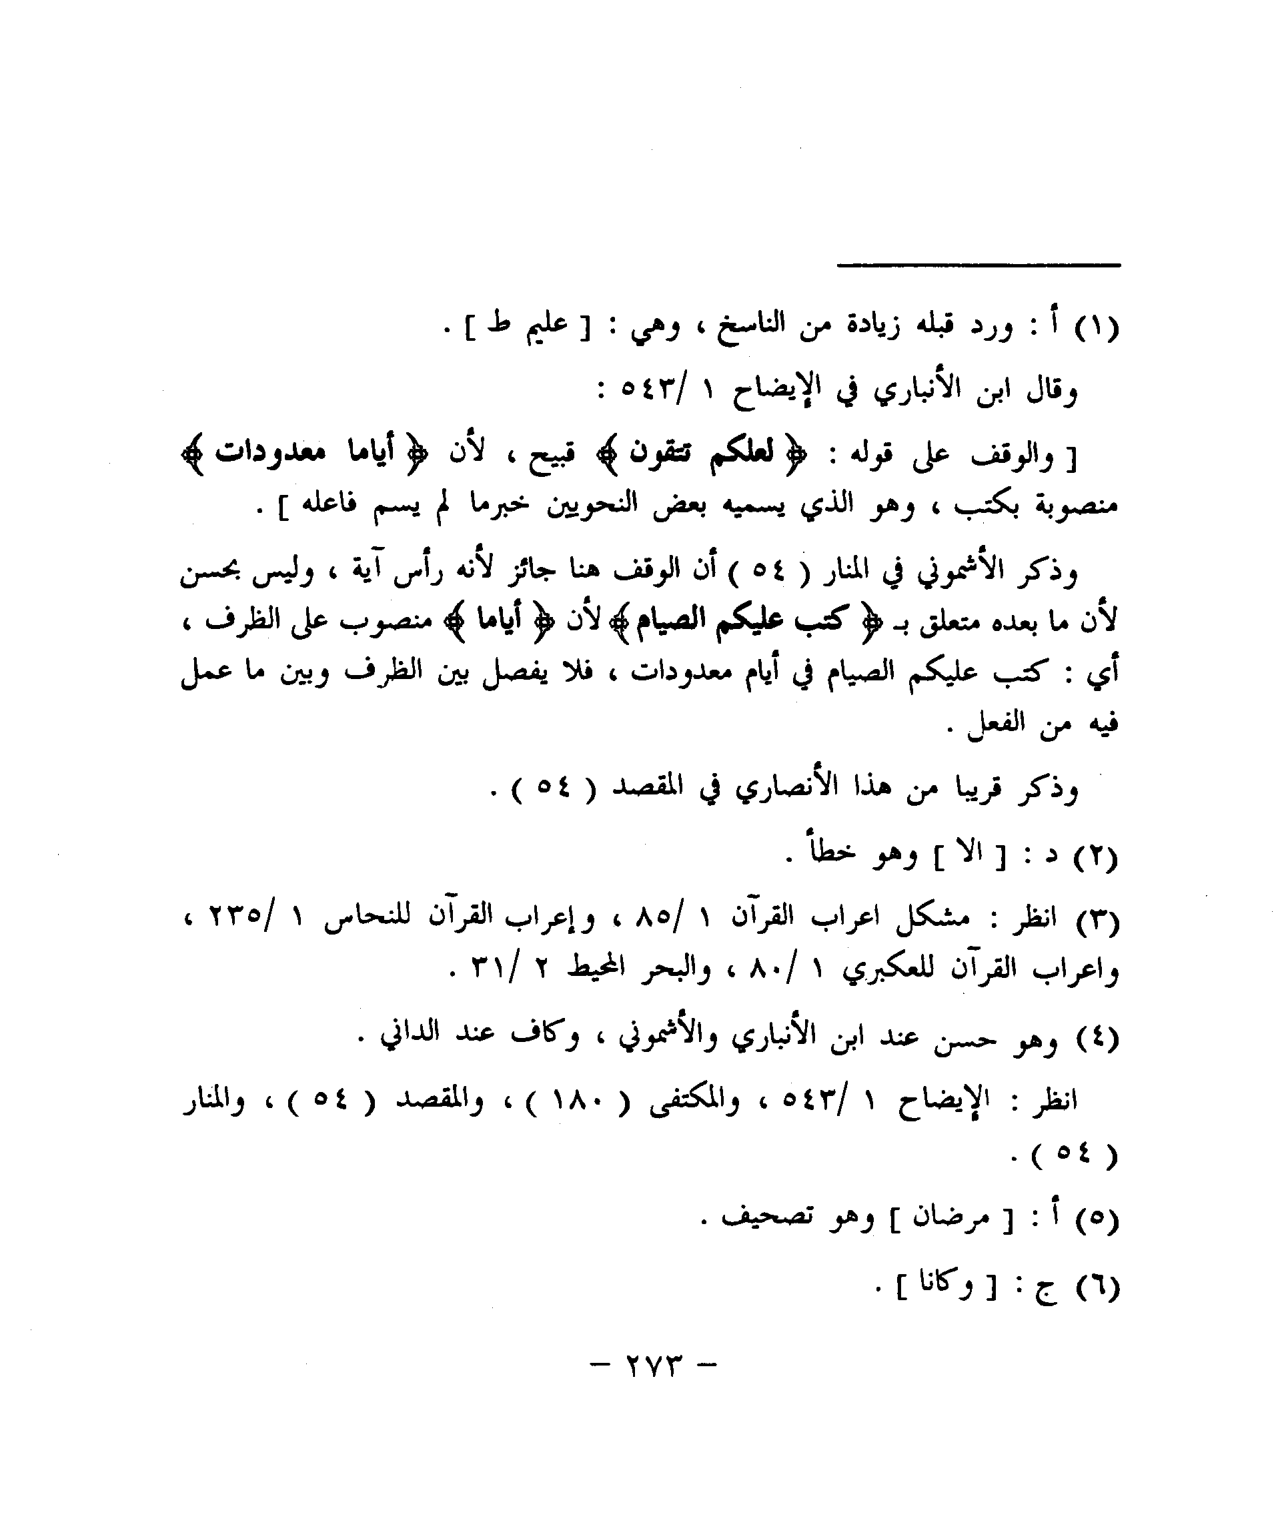 (١) أ : ورد قبله زيادة من الناسخ ، وهي : [ عليم ط ] .
وقال ابن الأنباري في الإيضاح ١ /٥٤٣ :
[ والوقف على قوله : ﴿ لعلكم تتقون ﴾ قبيح ، لأن ﴿ أياما معدودات ﴾
منصوبة بكتب ، وهو الذي يسميه بعض النحويين خبرما لم يسم فاعله ] .
وذكر الأشموني في المنار ( ٥٤ ) أن الوقف هنا جائز لأنه رأس آية ، وليس بحسن
لأن ما بعده متعلق بـ ﴿ كتب عليكم الصيام ﴾ لأن ﴿ أياما ﴾ منصوب على الظرف ،
أي : كتب عليكم الصيام في أيام معدودات ، فلا يفصل بين الظرف وبين ما عمل
فيه من الفعل .
وذكر قريبا من هذا الأنصاري في المقصد ( ٥٤ ) .
(٢) د : [ الا ] وهو خطأ .
(٣) انظر : مشكل اعراب القرآن ١ /٨٥ ، وإعراب القرآن للنحاس ١ /٢٣٥ ،
واعراب القرآن للعكبري ١ /٨٠ ، والبحر المحيط ٢ /٣١ .
(٤) وهو حسن عند ابن الأنباري والأشموني ، وكاف عند الداني .
انظر : الإيضاح ١ /٥٤٣ ، والمكتفى ( ١٨٠ ) ، والمقصد ( ٥٤ ) ، والمنار
( ٥٤ ) .
(٥) أ : [ مرضان ] وهو تصحيف .
(٦) ج : [ وكانا ] .
– ٢٧٣ –